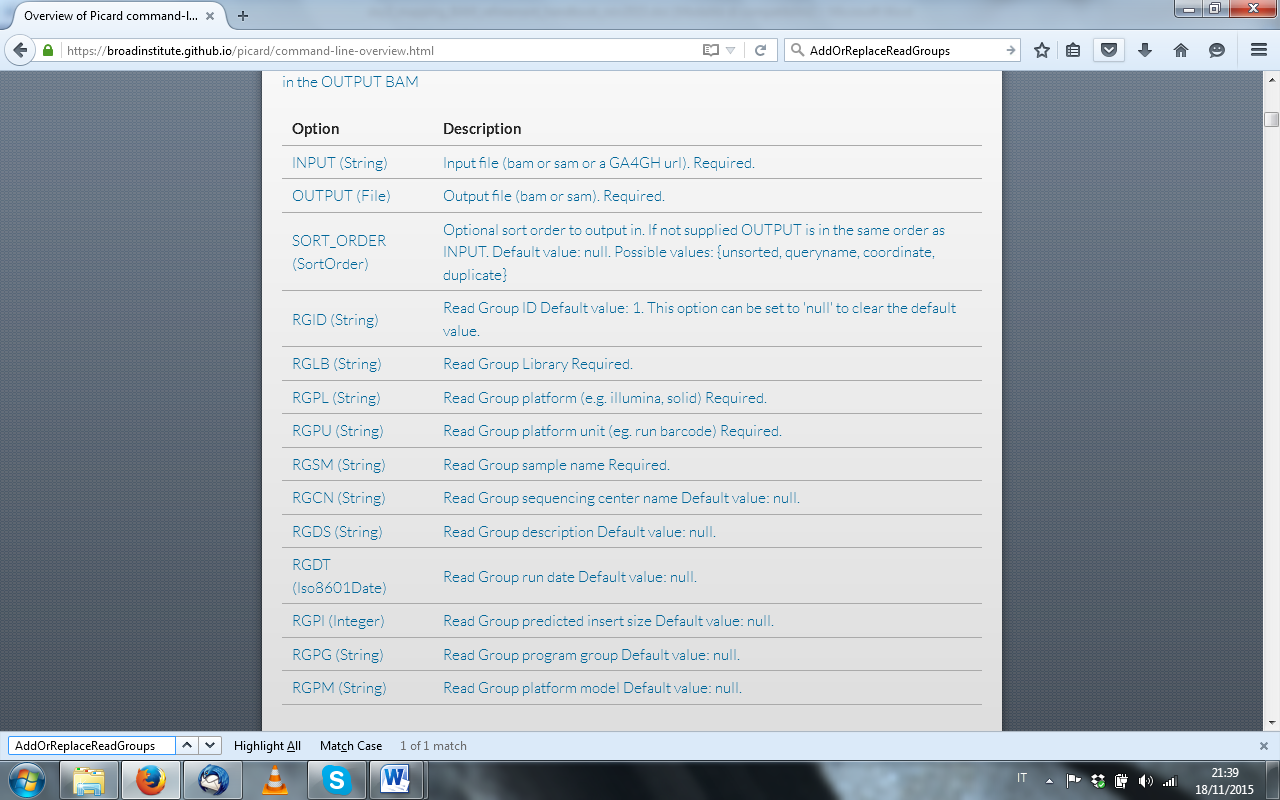 Overview of Picard command-l...
https://broadinstitute.github.io/picard/command-line-overview.html
AddOrReplaceReadGroups
in the OUTPUT BAM
Option Description
INPUT (String) Input file (bam or sam or a GA4GH url). Required.
OUTPUT (File) Output file (bam or sam). Required.
SORT_ORDER (SortOrder) Optional sort order to output in. If not supplied OUTPUT is in the same order as
INPUT. Default value: null. Possible values: {unsorted, queryname, coordinate,
duplicate}
RGID (String) Read Group ID Default value: 1. This option can be set to 'null' to clear the default
value.
RGLB (String) Read Group Library Required.
RGPL (String) Read Group platform (e.g. illumina, solid) Required.
RGPU (String) Read Group platform unit (eg. run barcode) Required.
RGSM (String) Read Group sample name Required.
RGCN (String) Read Group sequencing center name Default value: null.
RGDS (String) Read Group description Default value: null.
RGDT
(Iso8601Date) Read Group run date Default value: null.
RGPI (Integer) Read Group predicted insert size Default value: null.
RGPG (String) Read Group program group Default value: null.
RGPM (String) Read Group platform model Default value: null.
AddOrReplaceReadGroups Highlight All Match Case 1 of 1 match
IT
21:39
18/11/2015